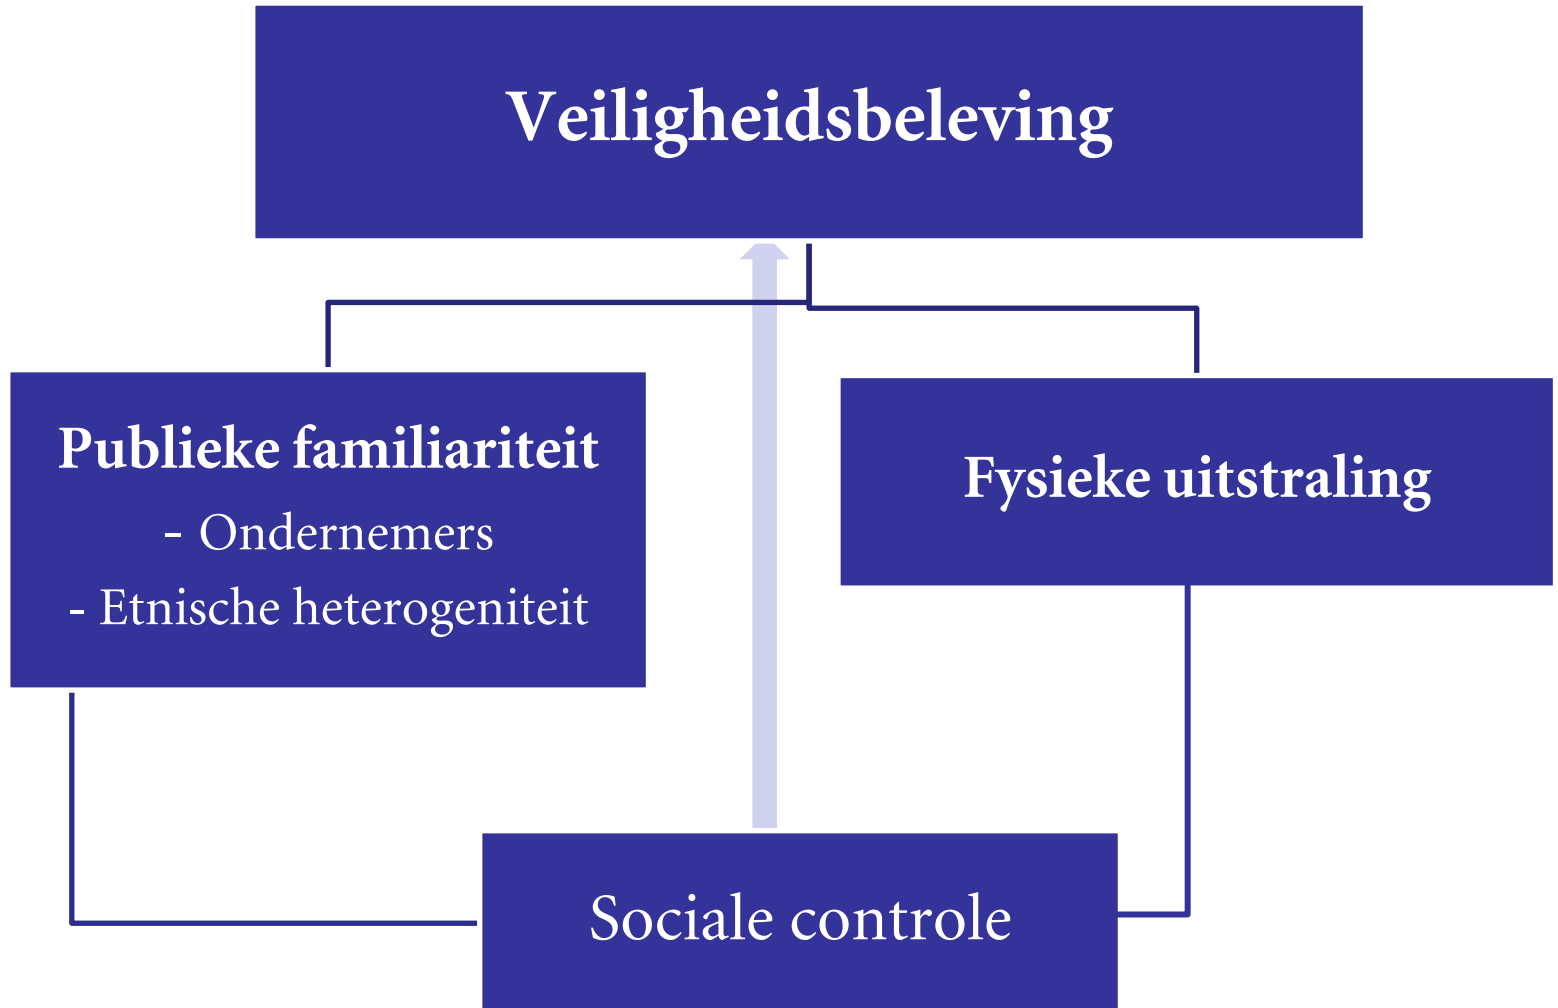 Veiligheidsbeleving
Publieke familiariteit
- Ondernemers
- Etnische heterogeniteit
Fysieke uitstraling
Sociale controle